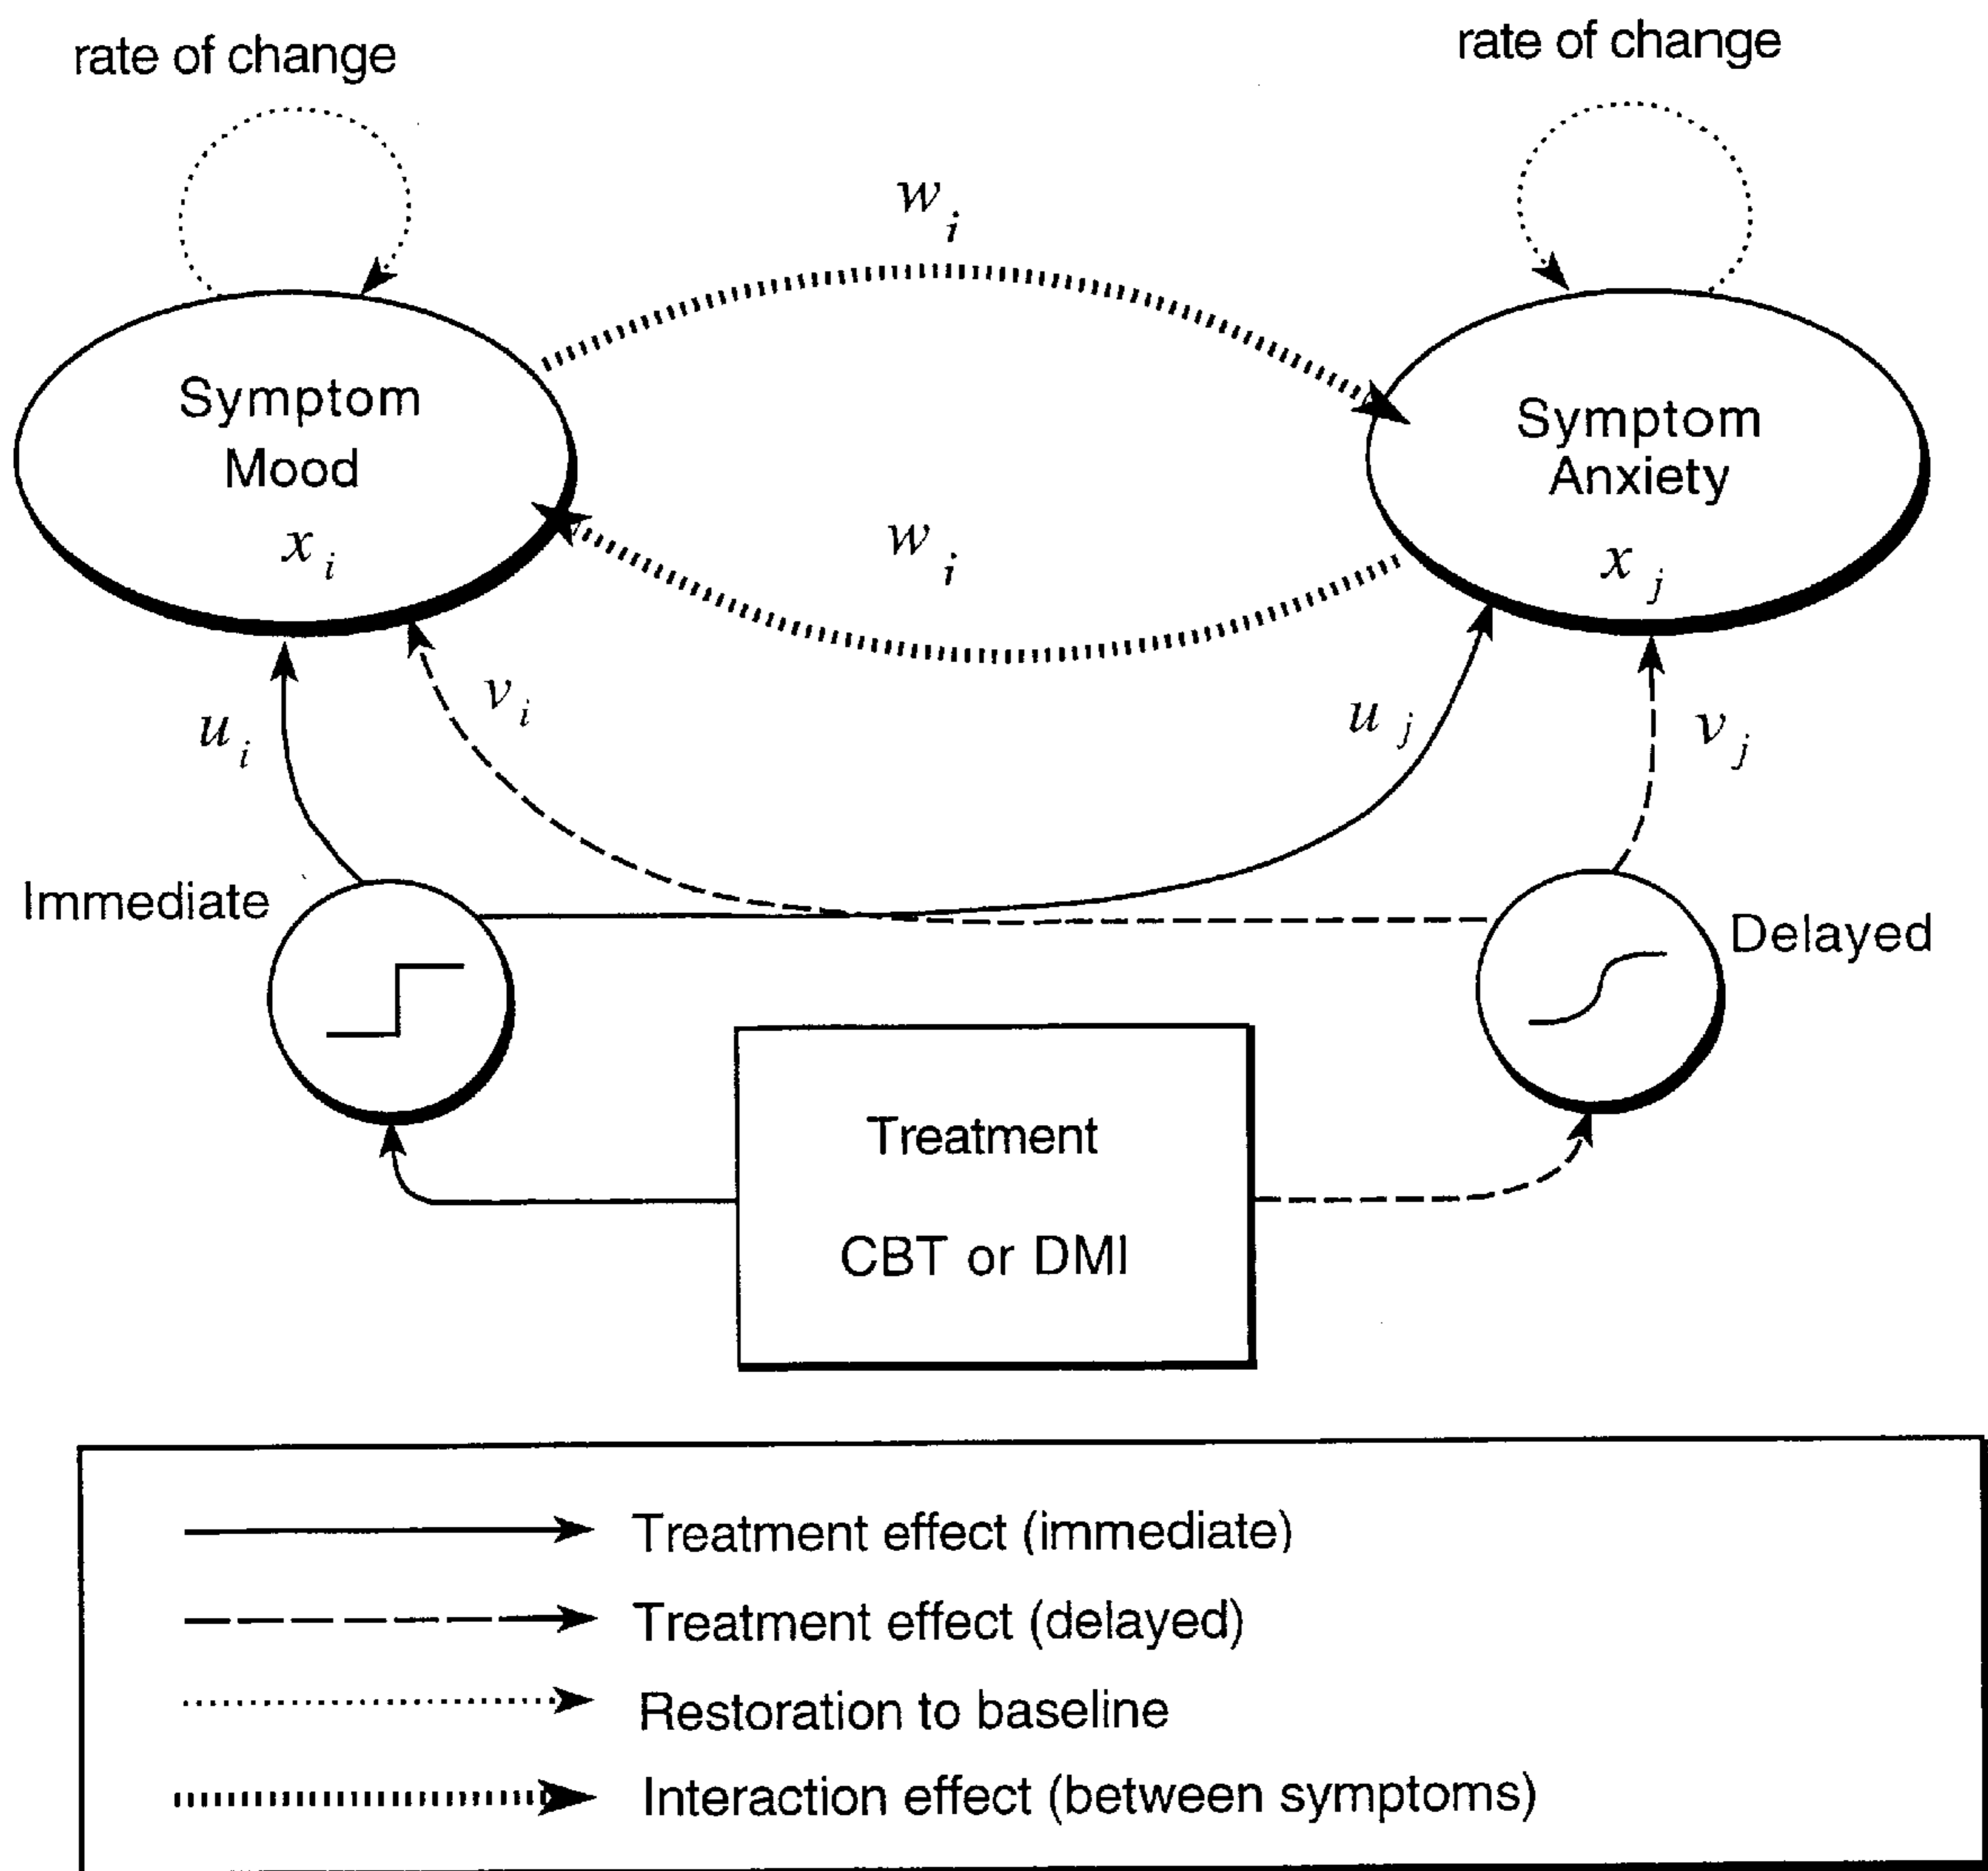 rate of change
rate of change
w i
Symptom
Mood
x i
Symptom
Anxiety
x j
w i
u i
v i
u j
v j
Immediate
Delayed
Treatment
CBT or DMI
Treatment effect (immediate)
Treatment effect (delayed)
Restoration to baseline
Interaction effect (between symptoms)